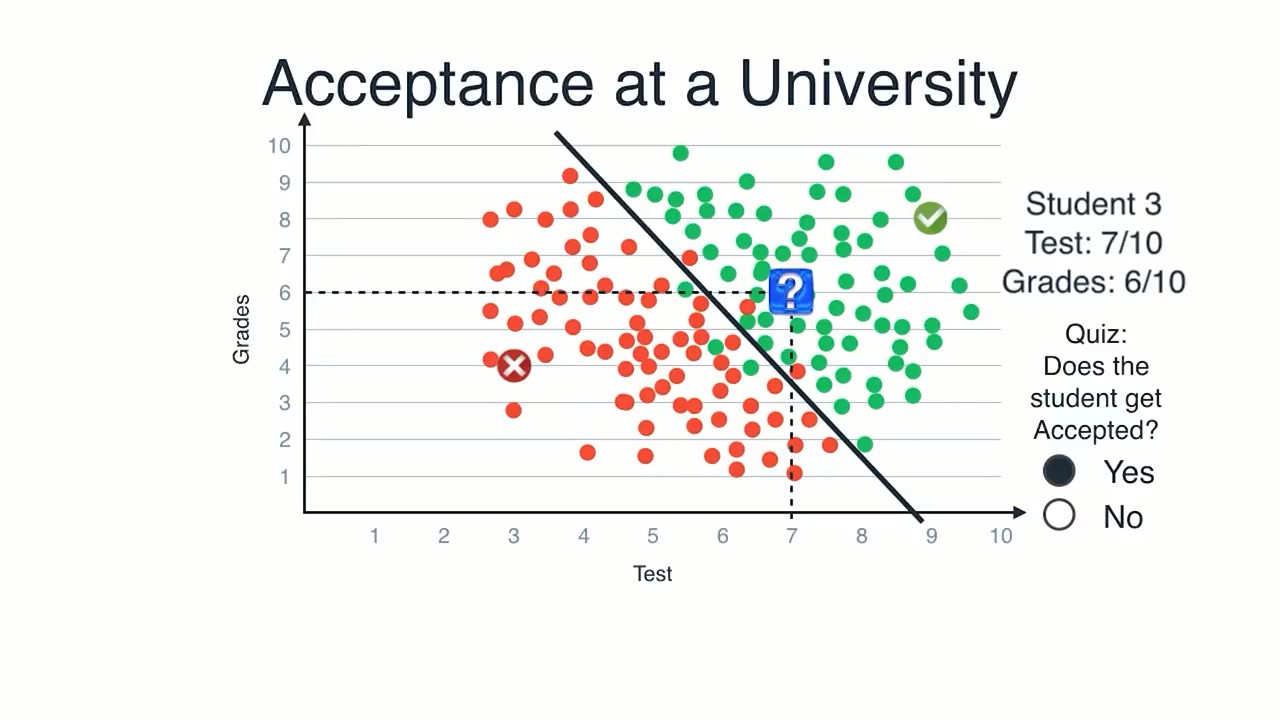 Acceptance at a University
10
9
8
7
6
5
4
3
2
1
Grades
1 2 3 4 5 6 7 8 9 10
Test
?
Student 3
Test: 7/10
Grades: 6/10
Quiz:
Does the
student get
Accepted?
Yes
No